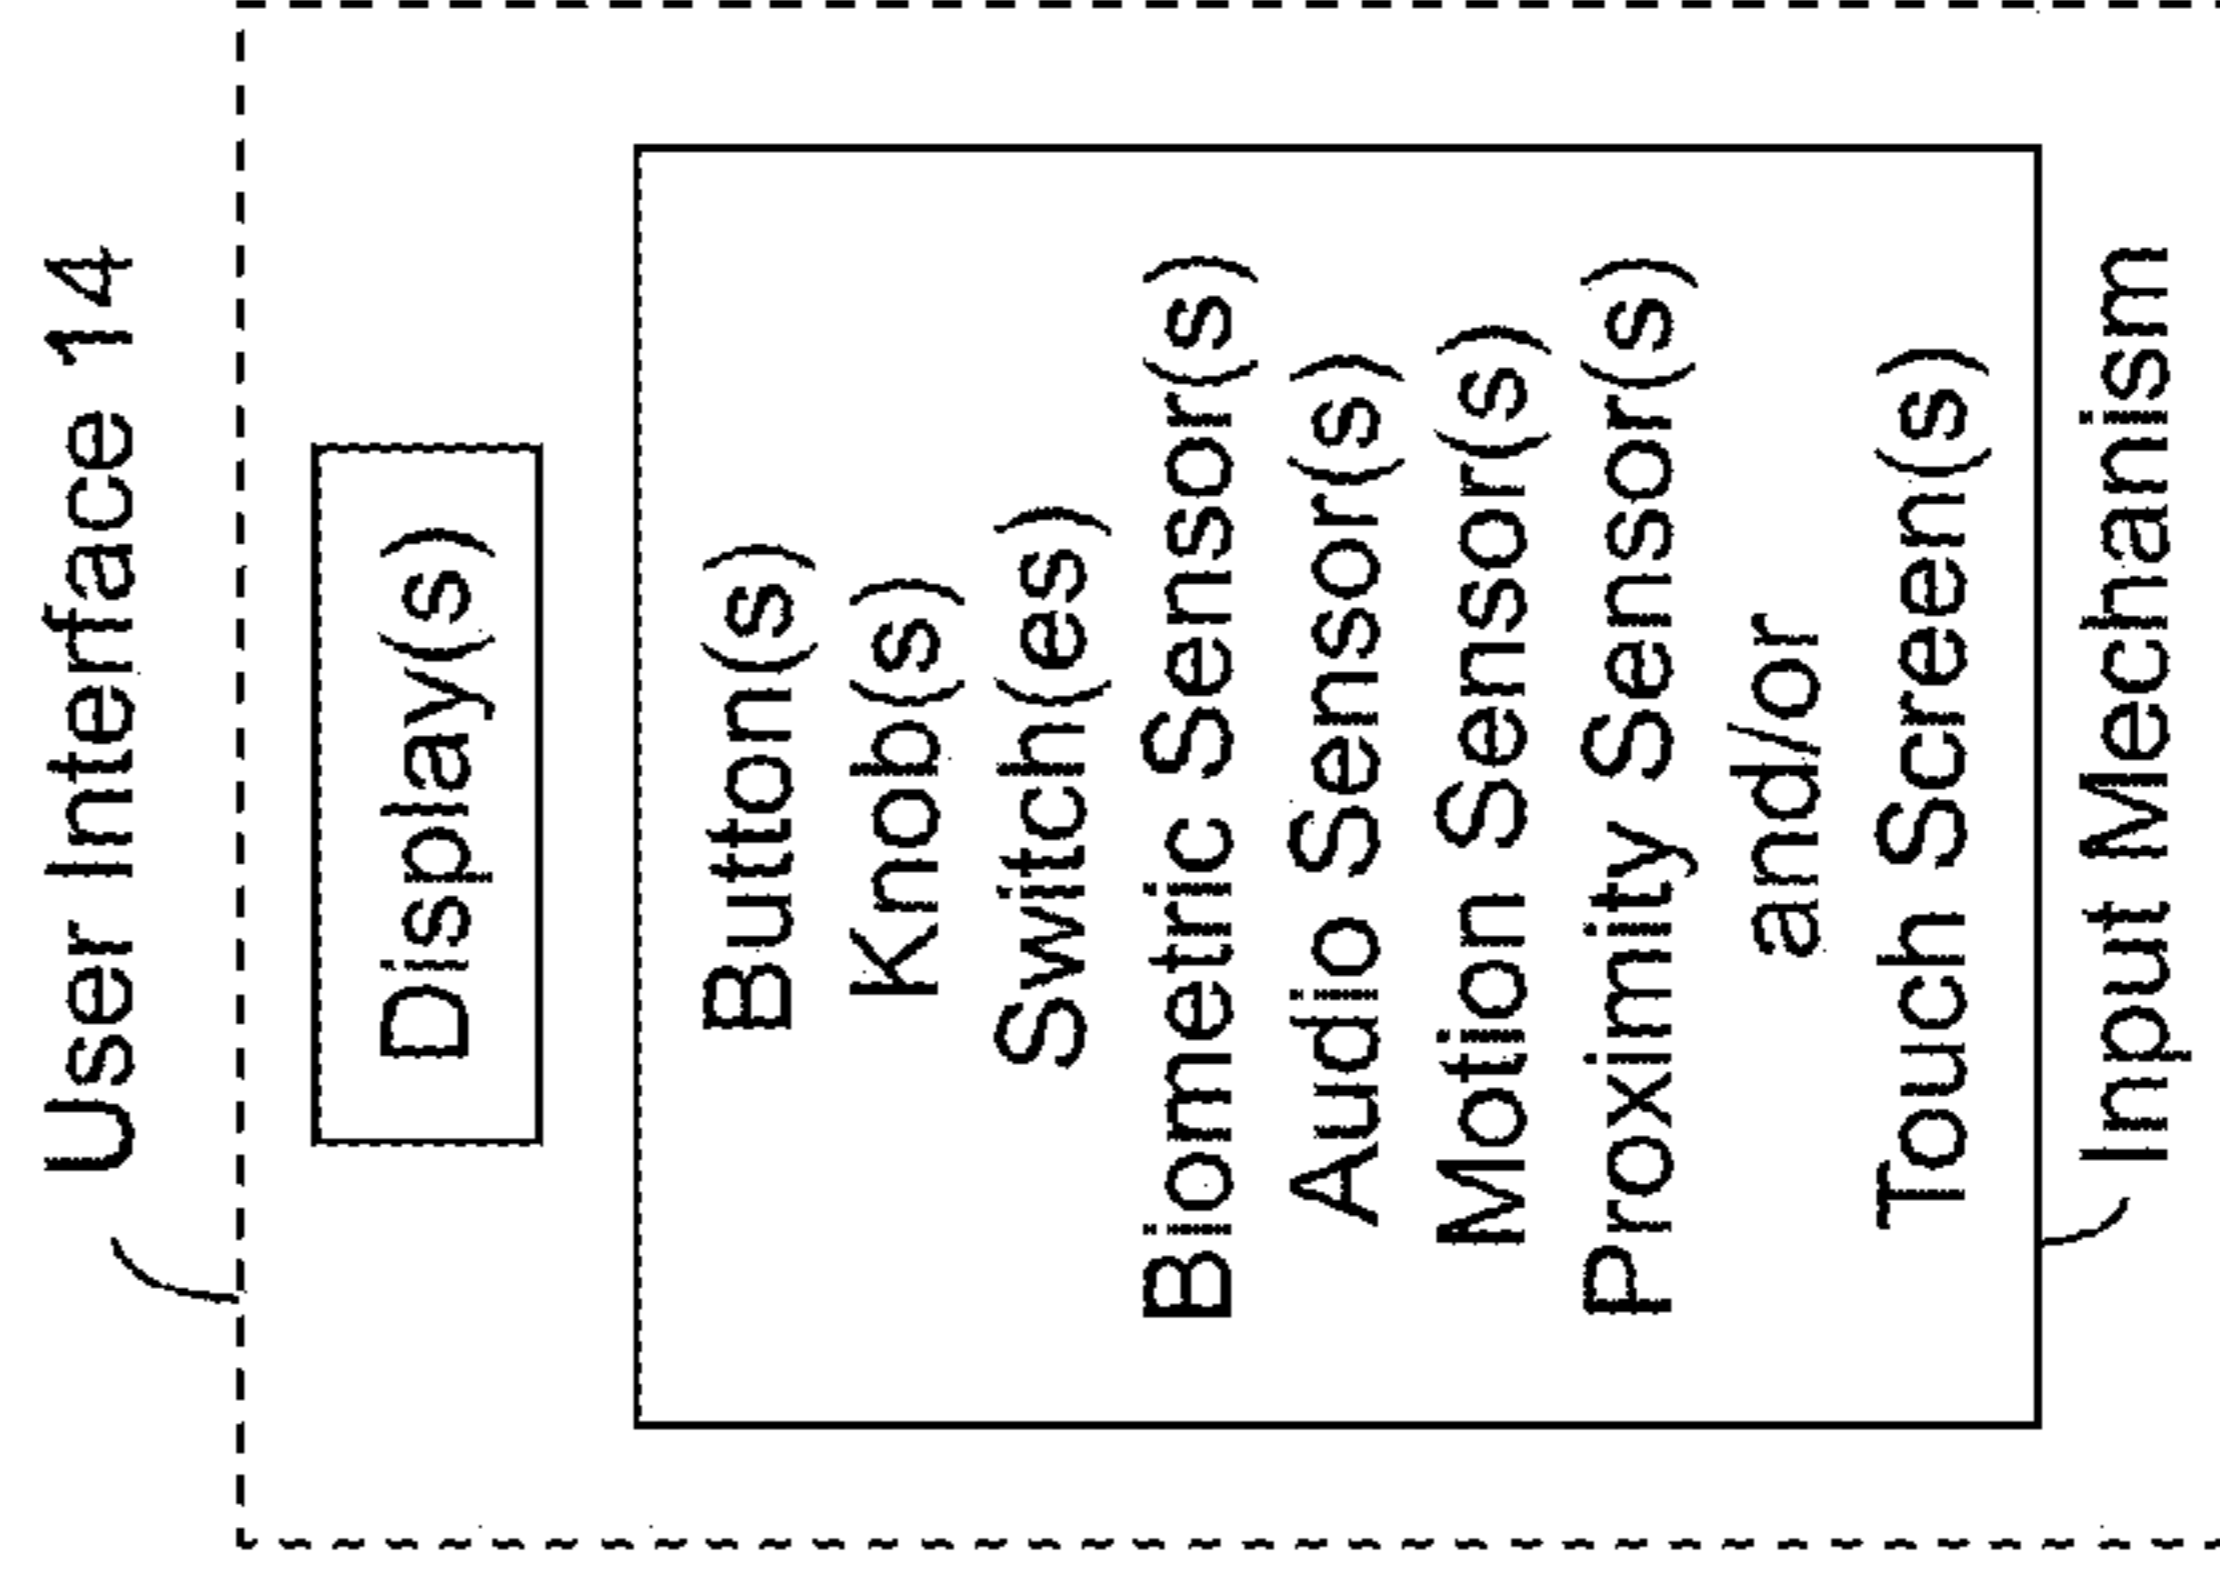 User Interface 14
Display(s)
Button(s)
Knob(s)
Switch(es)
Biometric Sensor(s)
Audio Sensor(s)
Motion Sensor(s)
Proximity Sensor(s)
and/or
Touch Screen(s)
Input Mechanism